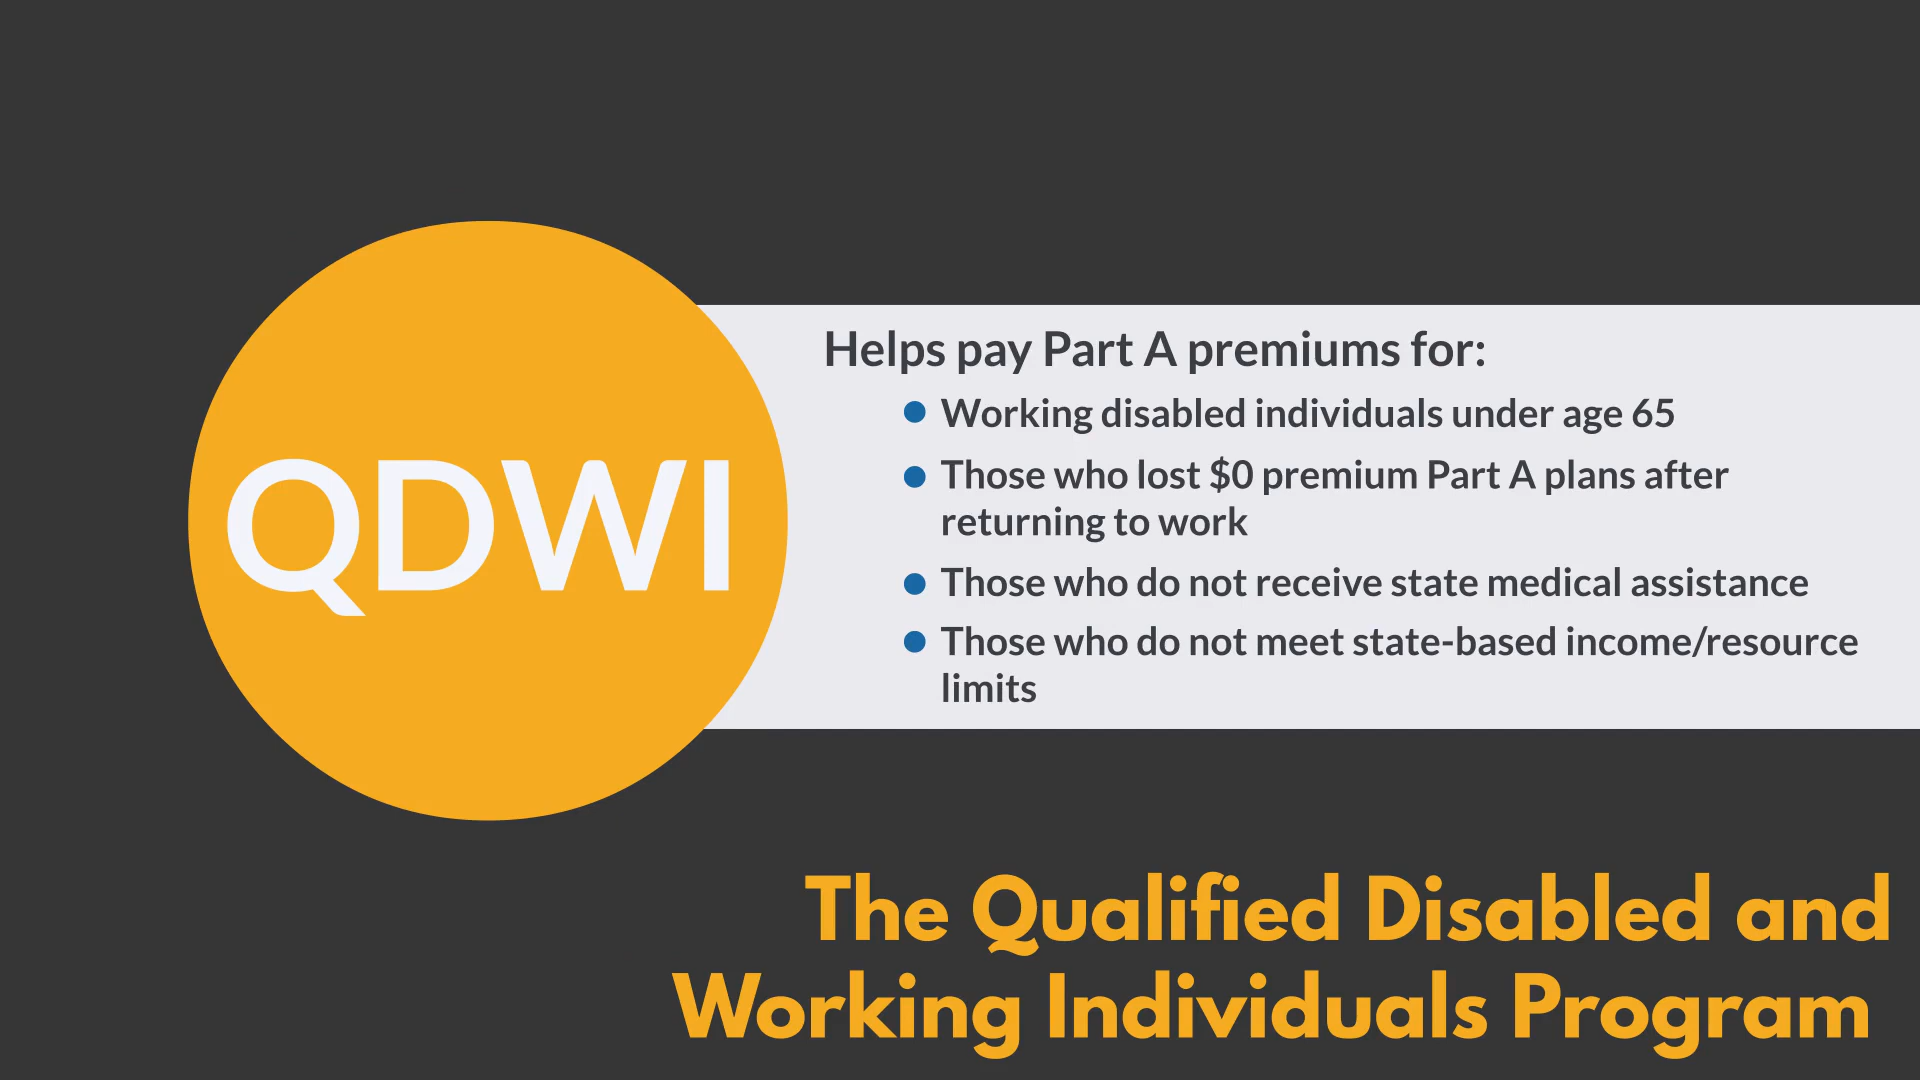 QDWI
Helps pay Part A premiums for:
Working disabled individuals under age 65
Those who lost $0 premium Part A plans after
returning to work
Those who do not receive state medical assistance
Those who do not meet state-based income/resource
limits
The Qualified Disabled and
Working Individuals Program